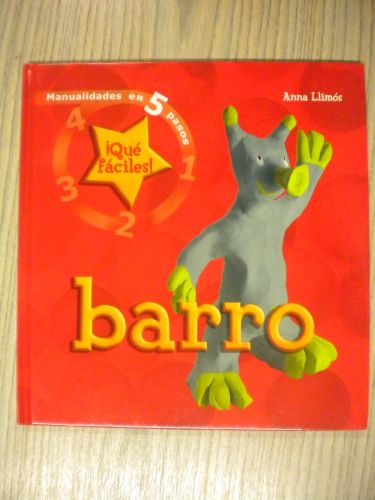 Manualidades en 5 pasos
Anna Llimós
4
¡Qué
fáciles!
1
3
2
barro